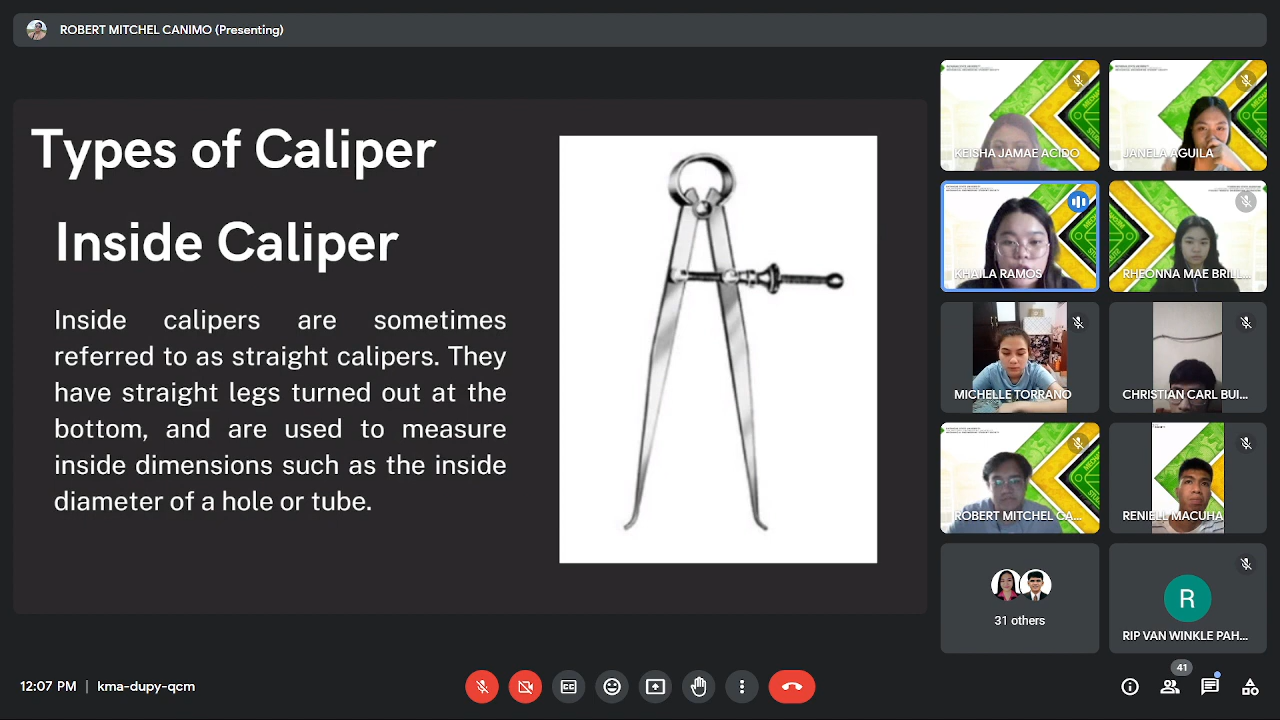 ROBERT MITCHEL CANIMO (Presenting)
Types of Caliper
Inside Caliper
Inside calipers are sometimes
referred to as straight calipers. They
have straight legs turned out at the
bottom, and are used to measure
inside dimensions such as the inside
diameter of a hole or tube.
KEISHA JAMAE ACIDO
JANELA AGUILA
KHAILA RAMOS
RHEONNA MAE BRILL...
MICHELLE TORRANO
CHRISTIAN CARL BUI...
ROBERT MITCHEL CA...
RENIELL MACUHA
31 others
R
RIP VAN WINKLE PAH...
12:07 PM | kma-dupy-qcm
41